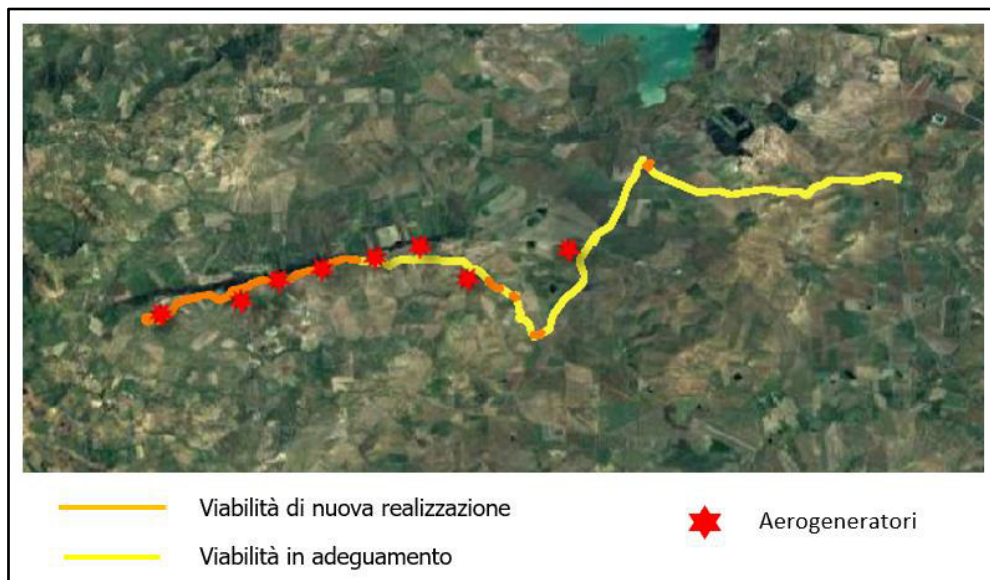 Viabilità di nuova realizzazione
Viabilità in adeguamento
Aerogeneratori